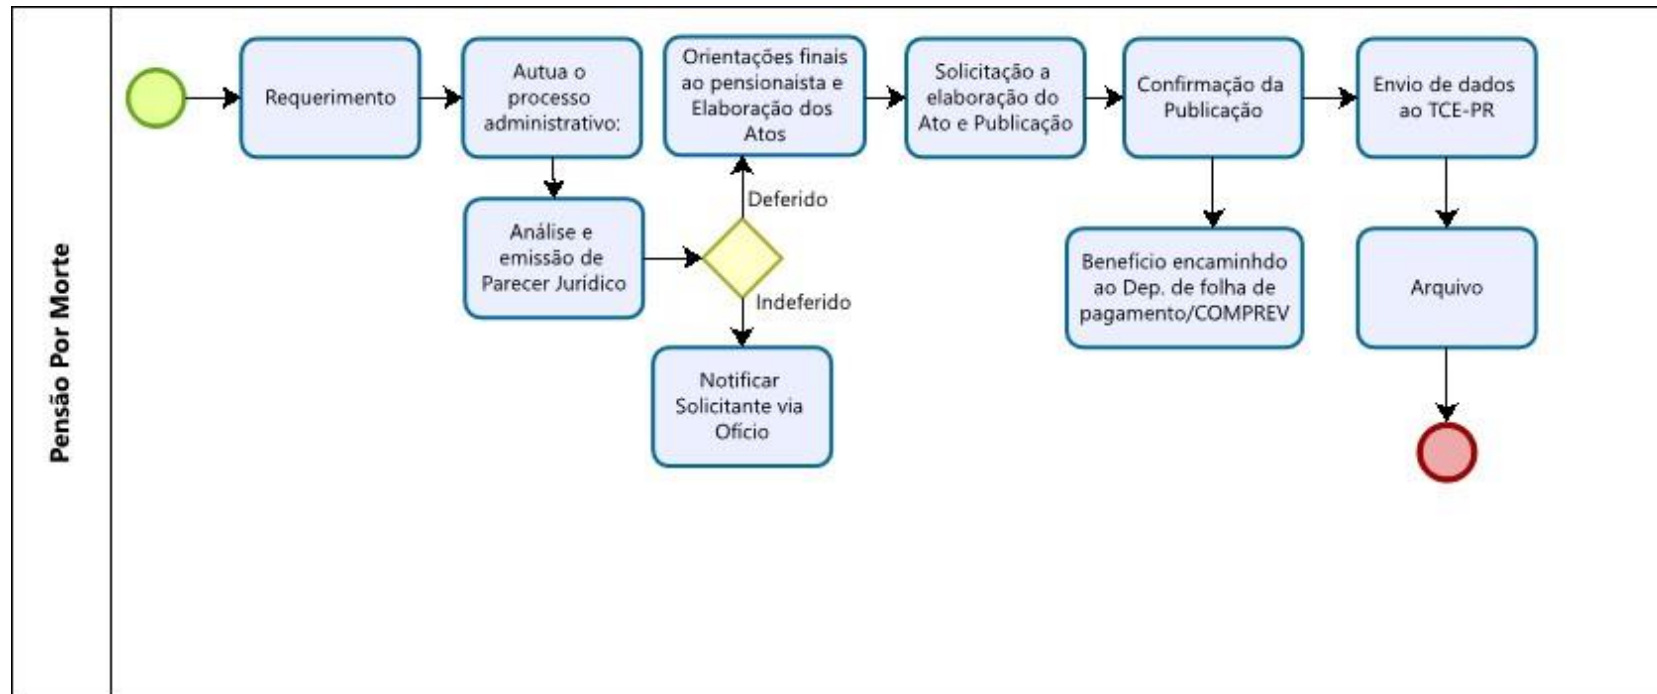 Pensão Por Morte
Requerimento
Autua o
processo
administrativo:
Análise e
emissão de
Parecer Jurídico
Deferido
Indeferido
Orientações finais
ao pensionaista e
Elaboração dos
Atos
Notificar
Solicitante via
Ofício
Solicitação a
elaboração do
Ato e Publicação
Confirmação da
Publicação
Benefício encaminhdo
ao Dep. de folha de
pagamento/COMPREV
Envio de dados
ao TCE-PR
Arquivo